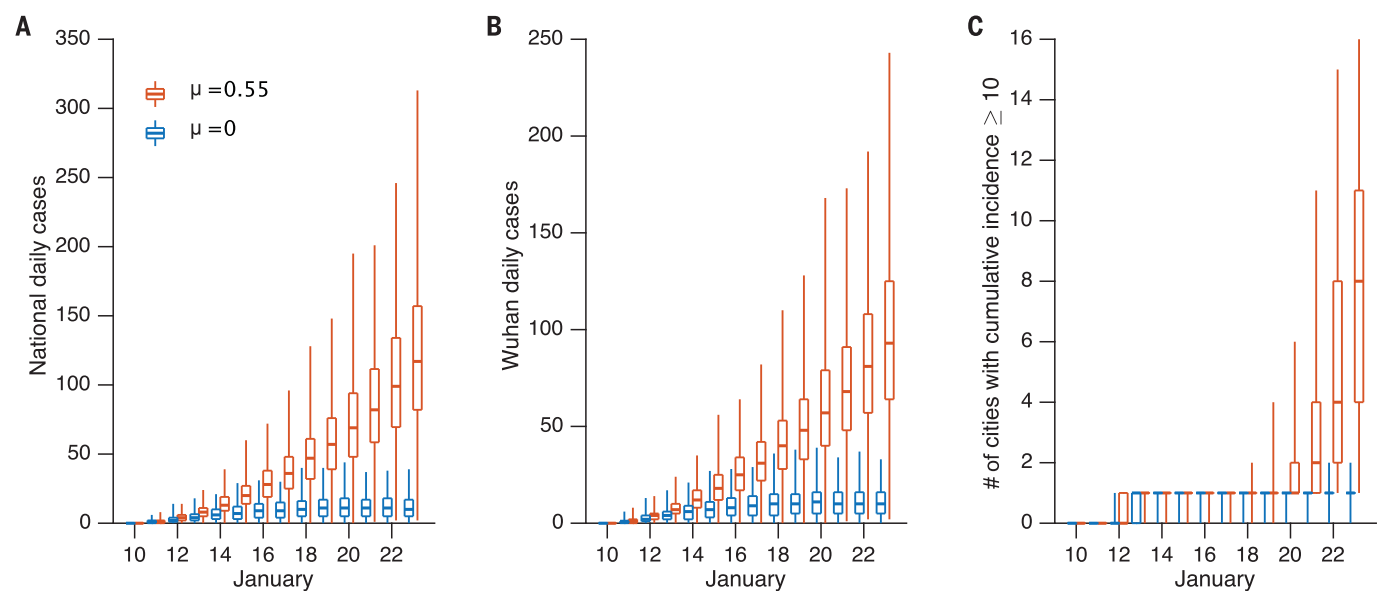 A
National daily cases
350
300
250
200
150
100
50
0
μ =0.55
μ =0
10 12 14 16 18 20 22
January
B
Wuhan daily cases
250
200
150
100
50
0
10 12 14 16 18 20 22
January
C
# of cities with cumulative incidence ≥ 10
16
14
12
10
8
6
4
2
0
10 12 14 16 18 20 22
January